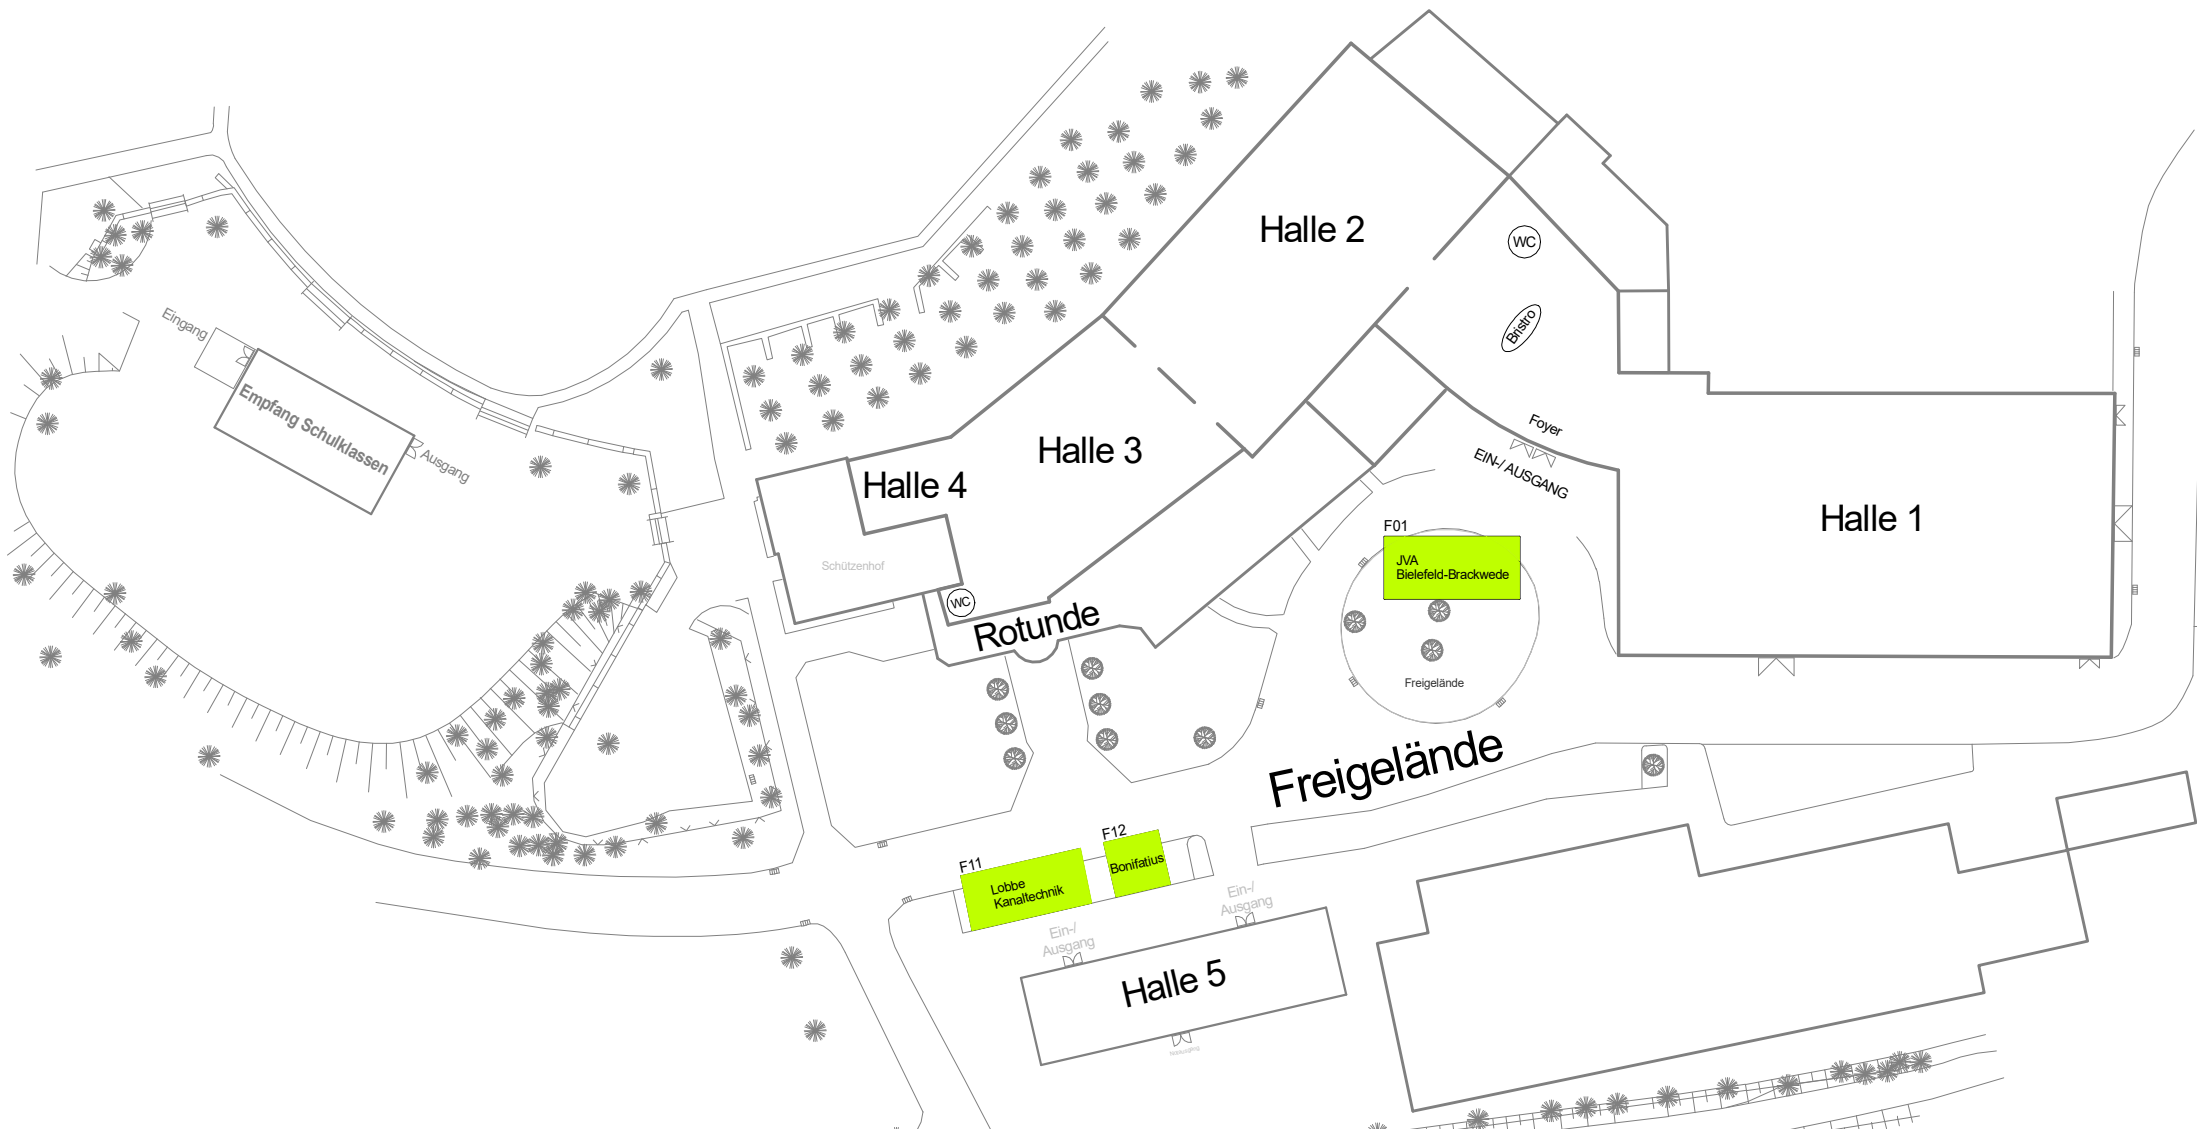 Halle 2
WC
Bristro
Eingang
Empfang Schulklassen
Ausgang
Foyer
EIN-/ AUSGANG
Halle 3
Halle 4
Halle 1
F01
JVA
Bielefeld-Brackwede
Schützenhof
WC
Rotunde
Freigelände
Freigelände
F12
Bonifatius
F11
Lobbe
Kanaltechnik
Ein-/
Ausgang
Ein-/
Ausgang
Halle 5